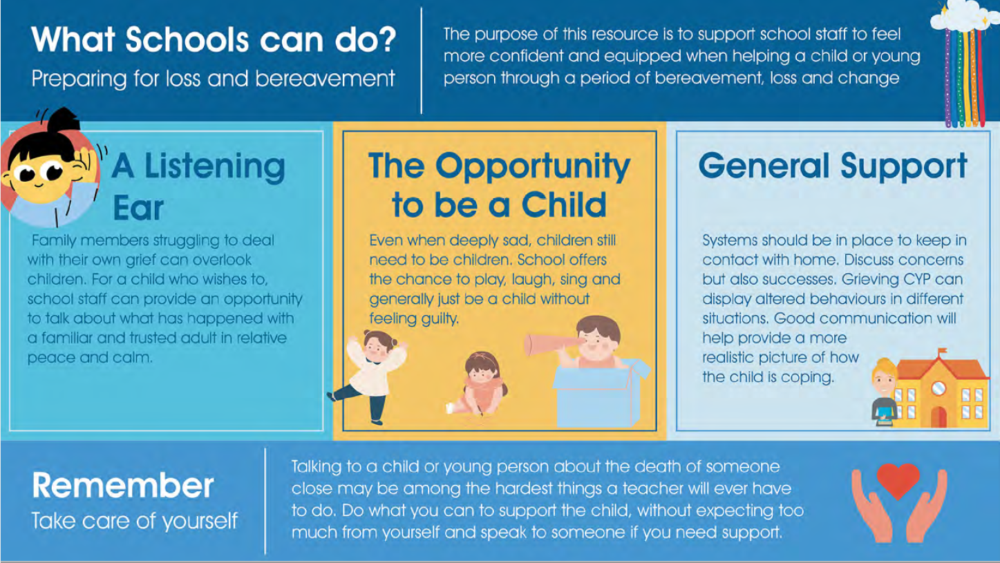 What Schools can do?
Preparing for loss and bereavement
The purpose of this resource is to support school staff to feel
more confident and equipped when helping a child or young
person through a period of bereavement, loss and change
A Listening
Ear
Family members struggling to deal
with their own grief can overlook
children. For a child who wishes to,
school staff can provide an opportunity
to talk about what has happened with
a familiar and trusted adult in relative
peace and calm.
The Opportunity
to be a Child
Even when deeply sad, children still
need to be children. School offers
the chance to play, laugh, sing and
generally just be a child without
feeling guilty.
General Support
Systems should be in place to keep in
contact with home. Discuss concerns
but also successes. Grieving CYP can
display altered behaviours in different
situations. Good communication will
help provide a more
realistic picture of how
the child is coping.
Remember
Take care of yourself
Talking to a child or young person about the death of someone
close may be among the hardest things a teacher will ever have
to do. Do what you can to support the child, without expecting too
much from yourself and speak to someone if you need support.